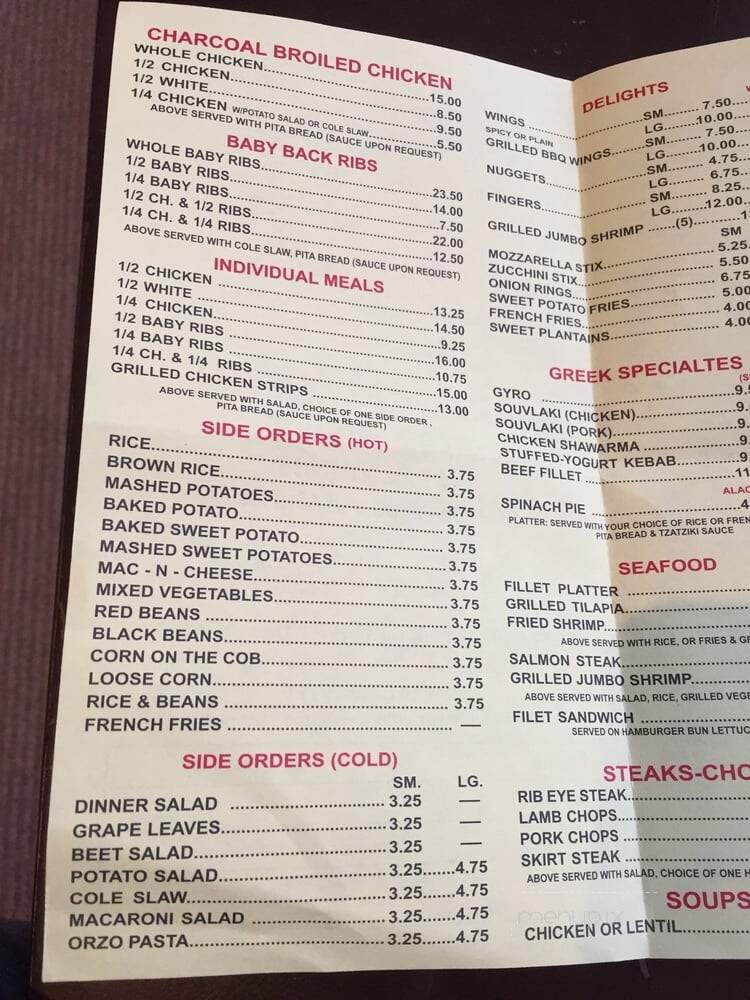 CHARCOAL BROILED CHICKEN
WHOLE CHICKEN..............................15.00
1/2 CHICKEN..............................8.50
1/2 WHITE..............................9.50
1/4 CHICKEN W/POTATO SALAD OR COLE SLAW..................5.50
ABOVE SERVED WITH PITA BREAD (SAUCE UPON REQUEST)
BABY BACK RIBS
WHOLE BABY RIBS..............................23.50
1/2 BABY RIBS..............................14.00
1/4 BABY RIBS..............................7.50
1/2 CH. & 1/2 RIBS..............................22.00
1/4 CH. & 1/4 RIBS..............................12.50
ABOVE SERVED WITH COLE SLAW, PITA BREAD (SAUCE UPON REQUEST)
INDIVIDUAL MEALS
1/2 CHICKEN ..............................13.25
1/2 WHITE ..............................14.50
1/4 CHICKEN..............................9.25
1/2 BABY RIBS ..............................16.00
1/4 BABY RIBS ..............................10.75
1/4 CH. & 1/4 RIBS ..............................15.00
GRILLED CHICKEN STRIPS ..............................13.00
ABOVE SERVED WITH SALAD, CHOICE OF ONE SIDE ORDER ,
PITA BREAD (SAUCE UPON REQUEST)
SIDE ORDERS (HOT)
RICE.............................. 3.75
BROWN RICE.............................. 3.75
MASHED POTATOES.............................. 3.75
BAKED POTATO.............................. 3.75
BAKED SWEET POTATO.............................. 3.75
MASHED SWEET POTATOES..............................3.75
MAC - N - CHEESE.............................. 3.75
MIXED VEGETABLES..............................3.75
RED BEANS .............................. 3.75
BLACK BEANS.............................. 3.75
CORN ON THE COB.............................. 3.75
LOOSE CORN.............................. 3.75
RICE & BEANS .............................. 3.75
FRENCH FRIES .............................. —
SIDE ORDERS (COLD)
SM. LG.
DINNER SALAD .............................. 3.25 —
GRAPE LEAVES.............................. 3.25 —
BEET SALAD.............................. 3.25 —
POTATO SALAD..............................3.25.......4.75
COLE SLAW..............................3.25.......4.75
MACARONI SALAD ..............................3.25.......4.75
ORZO PASTA..............................3.25.......4.75
DELIGHTS
WINGS ..............................SM........ 7.50
SPICY OR PLAIN
LG........10.00
GRILLED BBQ WINGS.......SM........ 7.50
LG........10.00
NUGGETS....................SM........ 4.75
LG........ 6.75
FINGERS....................SM........ 8.25
LG........12.00
GRILLED JUMBO SHRIMP ......(5)..........
SM
MOZZARELLA STIX..............................5.25
ZUCCHINI STIX..............................5.50
ONION RINGS..............................6.75
SWEET POTATO FRIES....................5.00
FRENCH FRIES..............................4.00
SWEET PLANTAINS..............................4.00
GREEK SPECIALTES
GYRO ..............................9.
SOUVLAKI (CHICKEN)....................9.
SOUVLAKI (PORK)....................9.
CHICKEN SHAWARMA ....................9.
STUFFED-YOGURT KEBAB....................9.
BEEF FILLET ..............................11
SPINACH PIE ..............................4
PLATTER: SERVED WITH YOUR CHOICE OF RICE OR
PITA BREAD & TZATZIKI SAUCE
SEAFOOD
FILLET PLATTER ....................
GRILLED TILAPIA....................
FRIED SHRIMP....................
ABOVE SERVED WITH RICE, OR FRIES &
SALMON STEAK....................
GRILLED JUMBO SHRIMP....................
ABOVE SERVED WITH SALAD, RICE, GRILLED
FILET SANDWICH ....................
SERVED ON HAMBURGER BUN
STEAKS-
RIB EYE STEAK....................
LAMB CHOPS....................
PORK CHOPS ....................
SKIRT STEAK ....................
ABOVE SERVED WITH SALAD, CHOICE OF ONE
SOUPS
CHICKEN OR LENTIL....................